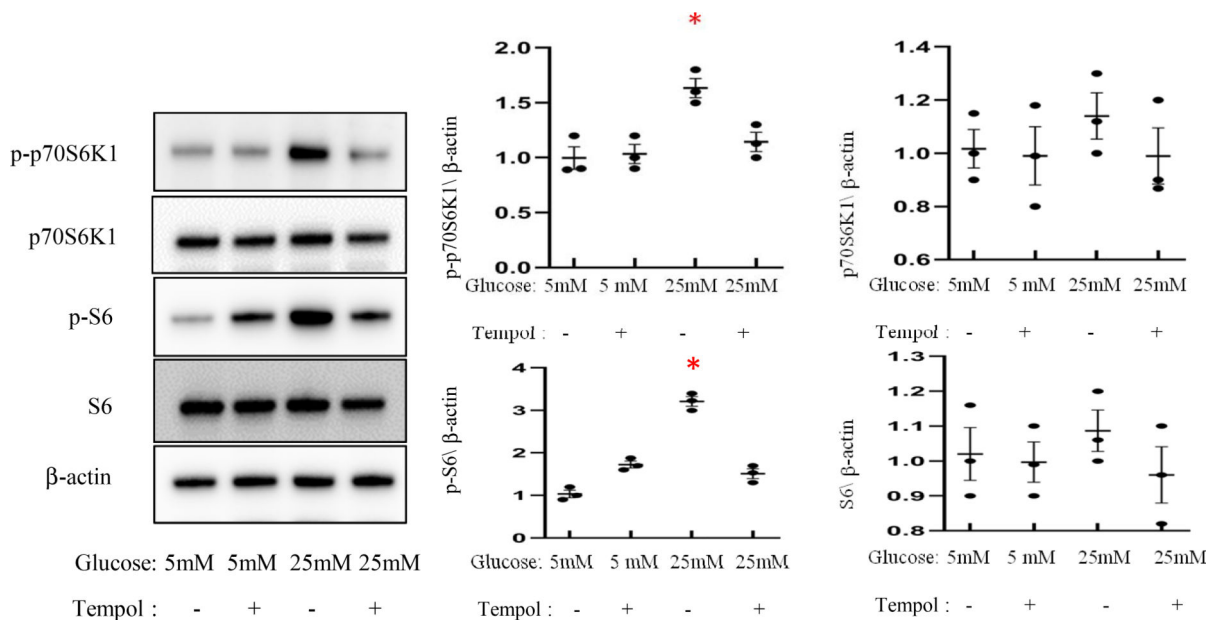 p-p70S6K1
p70S6K1
p-S6
S6
β-actin
Glucose: 5mM 5mM 25mM 25mM
Tempol : - + - +
*
p-p70S6K1\ β-actin
2.0
1.5
1.0
0.5
0.0
Glucose: 5mM 5 mM 25mM 25mM
Tempol : - + - +
p70S6K1\ β-actin
1.4
1.2
1.0
0.8
0.6
Glucose: 5mM 5 mM 25mM 25mM
Tempol : - + - +
*
p-S6\ β-actin
4
3
2
1
0
Glucose: 5mM 5 mM 25mM 25mM
Tempol : - + - +
S6\ β-actin
1.3
1.2
1.1
1.0
0.9
0.8
Glucose: 5mM 5 mM 25mM 25mM
Tempol : - + - +